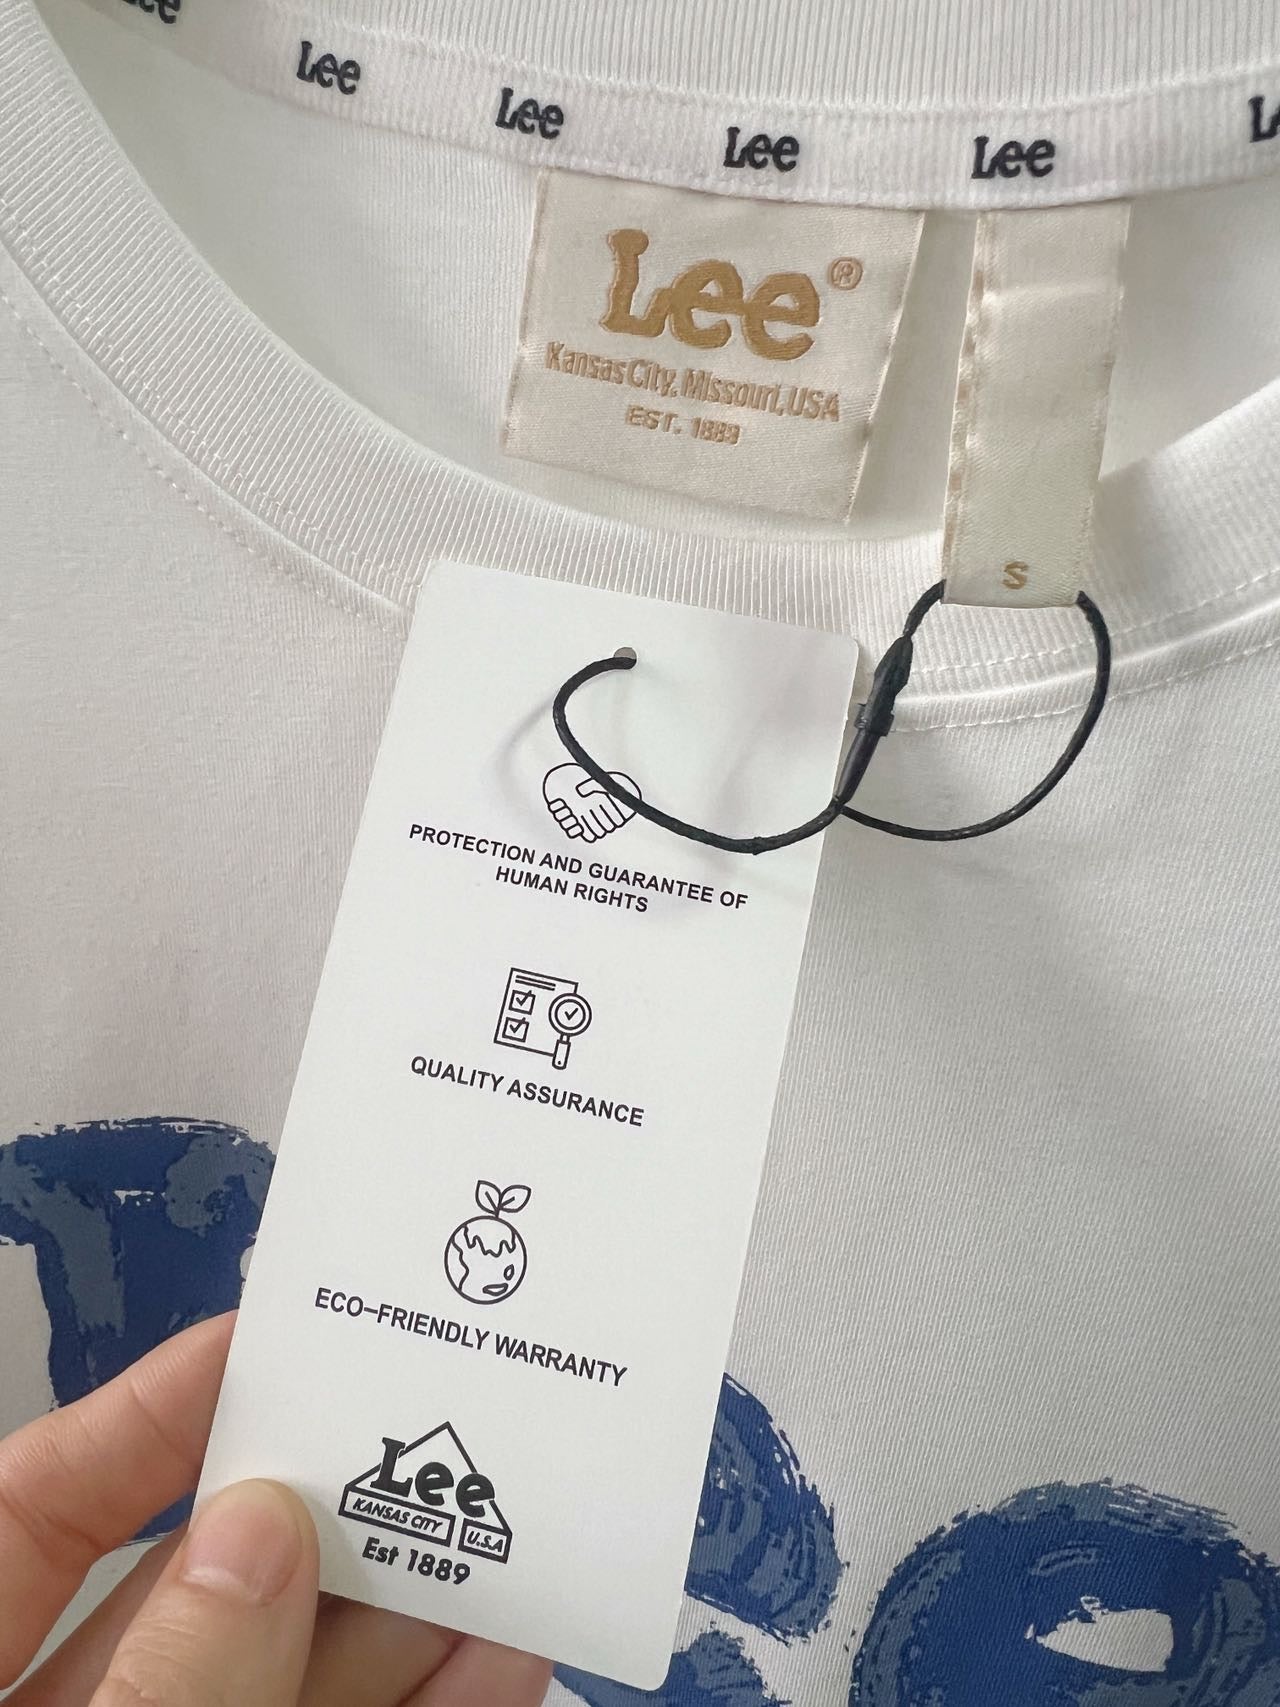 Lee
Lee
Lee
Lee
Lee®
Kansas City, Missouri, USA
EST. 1889
S
PROTECTION AND GUARANTEE OF
HUMAN RIGHTS
QUALITY ASSURANCE
ECO–FRIENDLY WARRANTY
Lee
KANSAS CITY U.S.A
Est 1889